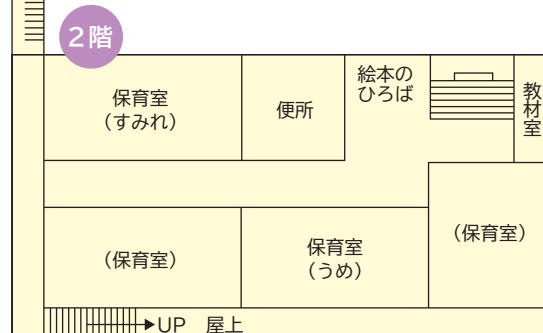 2階
保育室
（すみれ）
便所
絵本の
ひろば
教材室
（保育室）
保育室
（うめ）
（保育室）
UP 屋上